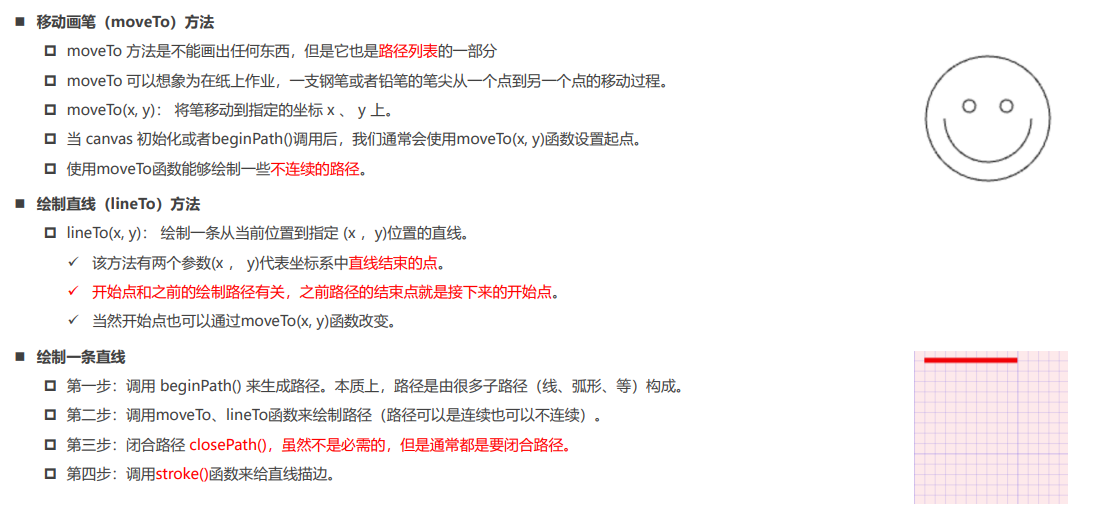 移动画笔（moveTo）方法
moveTo 方法是不能画出任何东西，但是它也是路径列表的一部分
moveTo 可以想象为在纸上作业，一支钢笔或者铅笔的笔尖从一个点到另一个点的移动过程。
moveTo(x, y)： 将笔移动到指定的坐标 x 、 y 上。
当 canvas 初始化或者beginPath()调用后，我们通常会使用moveTo(x, y)函数设置起点。
使用moveTo函数能够绘制一些不连续的路径。
绘制直线（lineTo）方法
lineTo(x, y)： 绘制一条从当前位置到指定 (x ，y)位置的直线。
该方法有两个参数(x ， y)代表坐标系中直线结束的点。
开始点和之前的绘制路径有关，之前路径的结束点就是接下来的开始点。
当然开始点也可以通过moveTo(x, y)函数改变。
绘制一条直线
第一步：调用 beginPath() 来生成路径。本质上，路径是由很多子路径（线、弧形、等）构成。
第二步：调用moveTo、lineTo函数来绘制路径（路径可以是连续也可以不连续）。
第三步：闭合路径 closePath()，虽然不是必需的，但是通常都是要闭合路径。
第四步：调用stroke()函数来给直线描边。